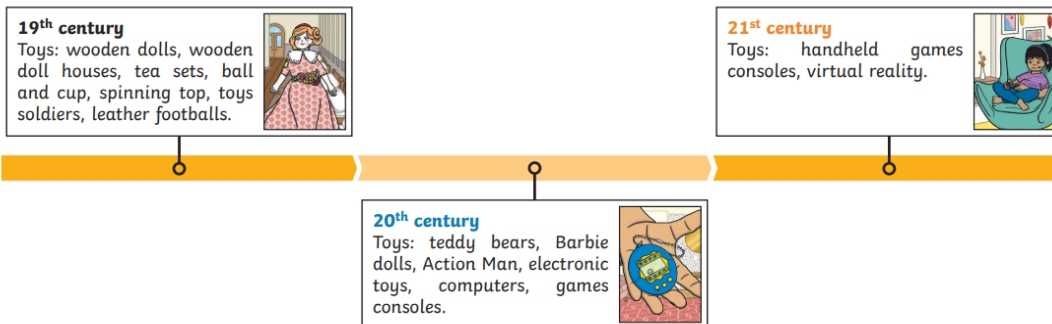 19th century
Toys: wooden dolls, wooden
doll houses, tea sets, ball
and cup, spinning top, toys
soldiers, leather footballs.
20th century
Toys: teddy bears, Barbie
dolls, Action Man, electronic
toys, computers, games
consoles.
21st century
Toys: handheld games
consoles, virtual reality.